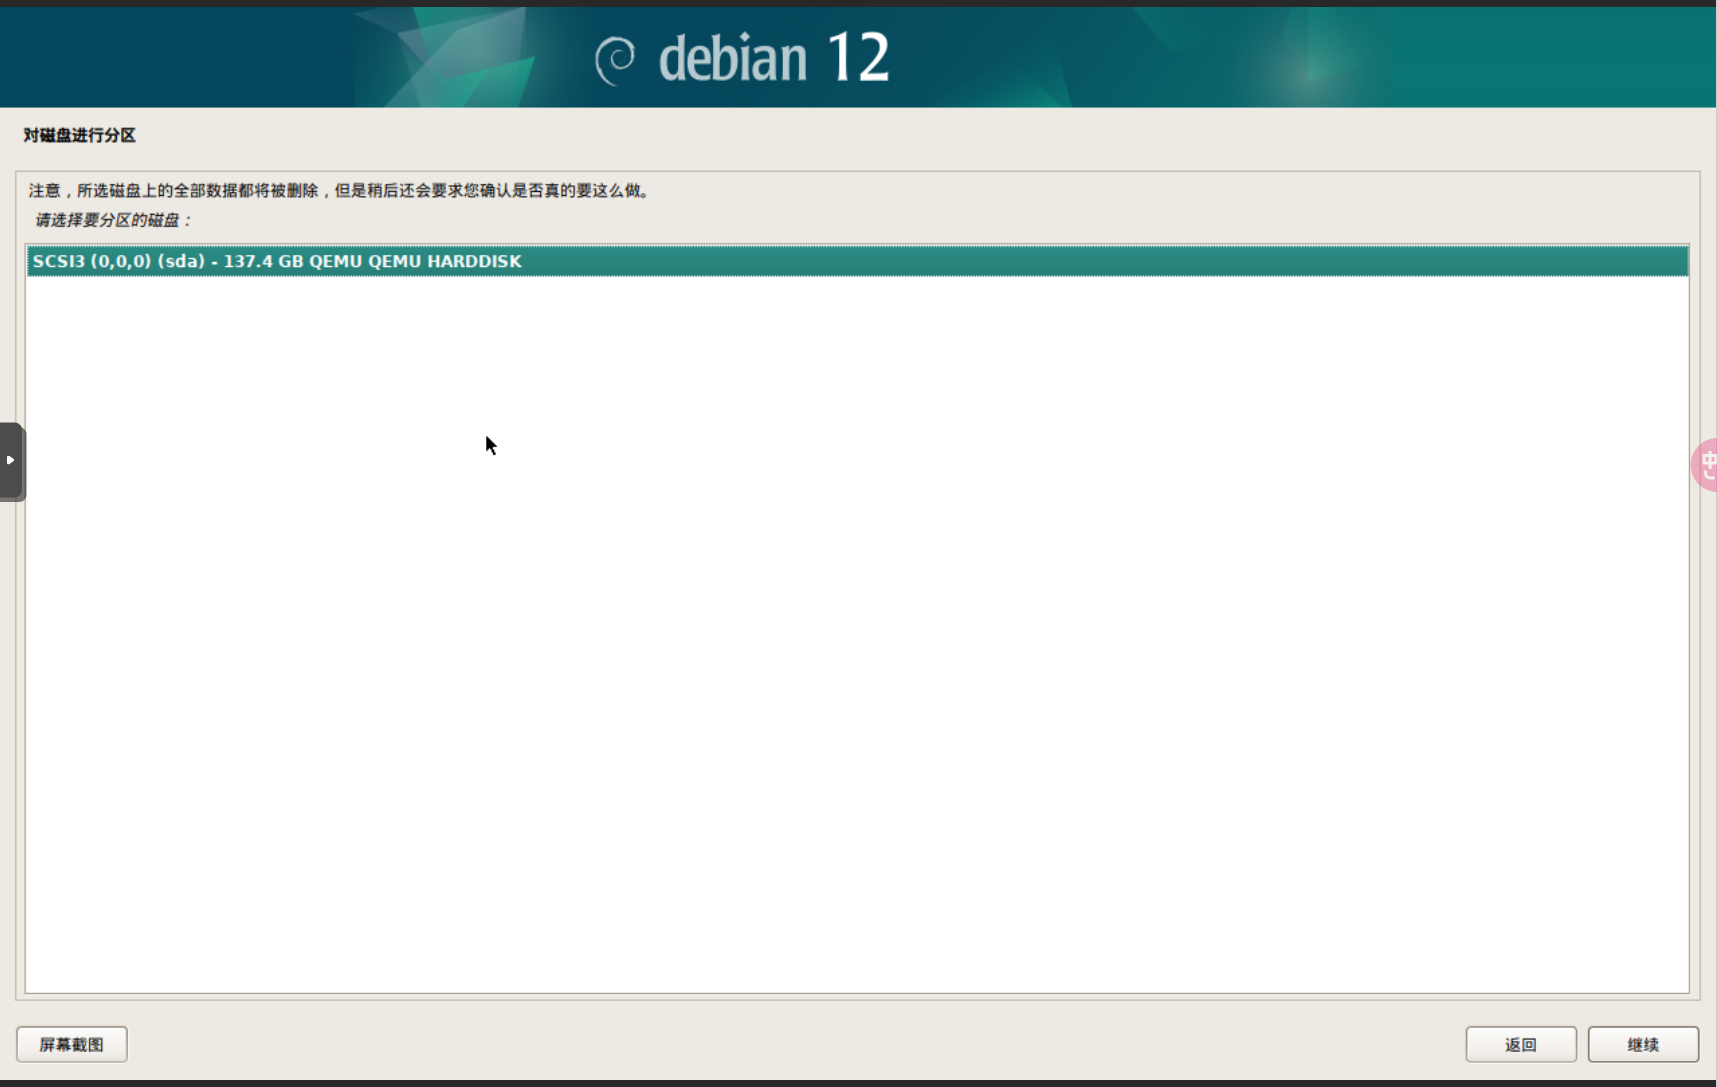 debian 12
对磁盘进行分区
注意，所选磁盘上的全部数据都将被删除，但是稍后还会要求您确认是否真的要这么做。
请选择要分区的磁盘：
SCSI3 (0,0,0) (sda) - 137.4 GB QEMU QEMU HARDDISK
屏幕截图
返回
继续